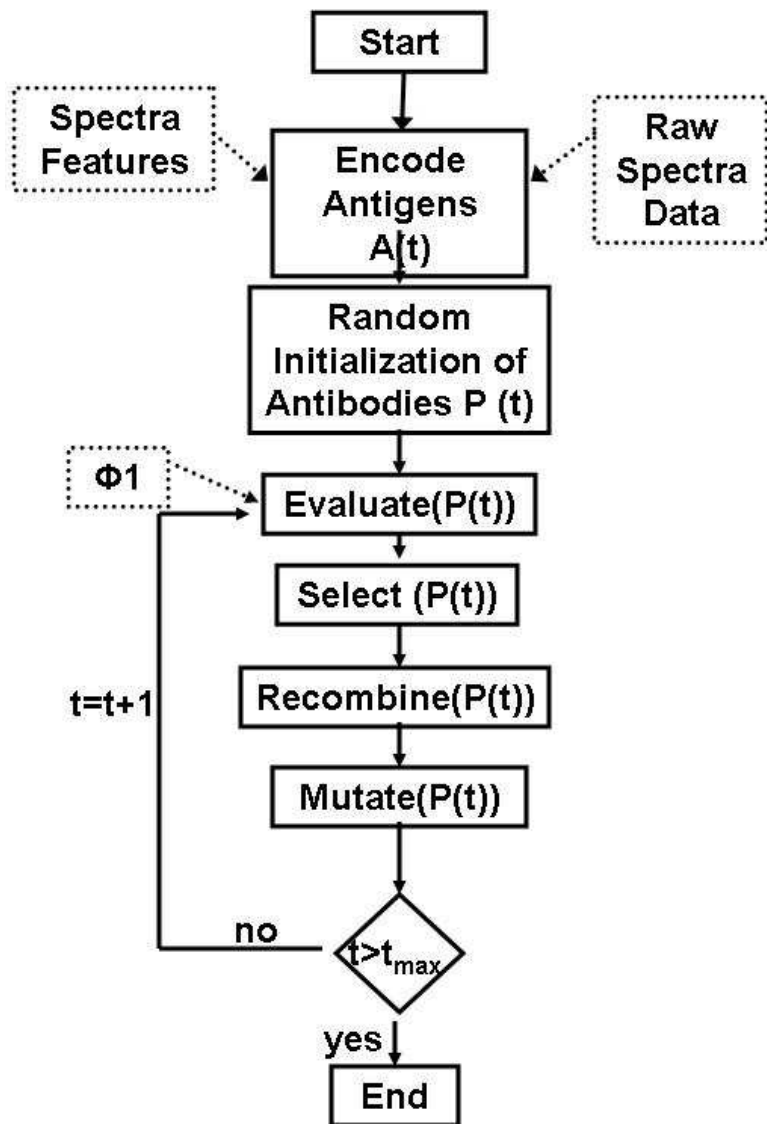 Start
Spectra
Features
Encode
Antigens
A(t)
Raw
Spectra
Data
Random
Initialization of
Antibodies P (t)
Φ1
Evaluate(P(t))
Select (P(t))
Recombine(P(t))
t=t+1
Mutate(P(t))
no
t>tmax
yes
End